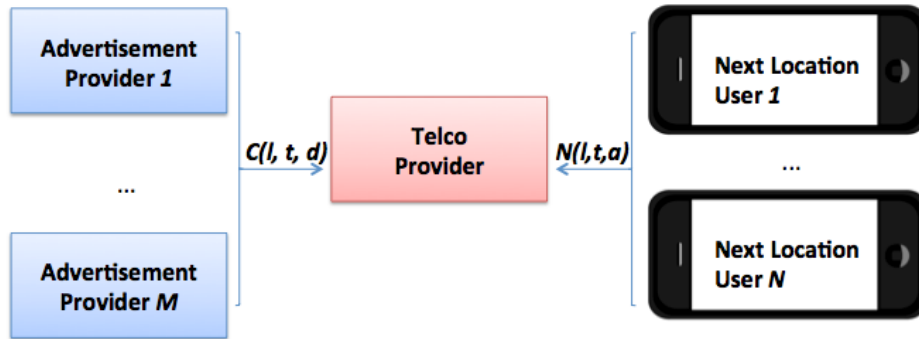 Advertisement
Provider 1
...
Advertisement
Provider M
C(l, t, d)
Telco
Provider
N(l,t,a)
Next Location
User 1
...
Next Location
User N